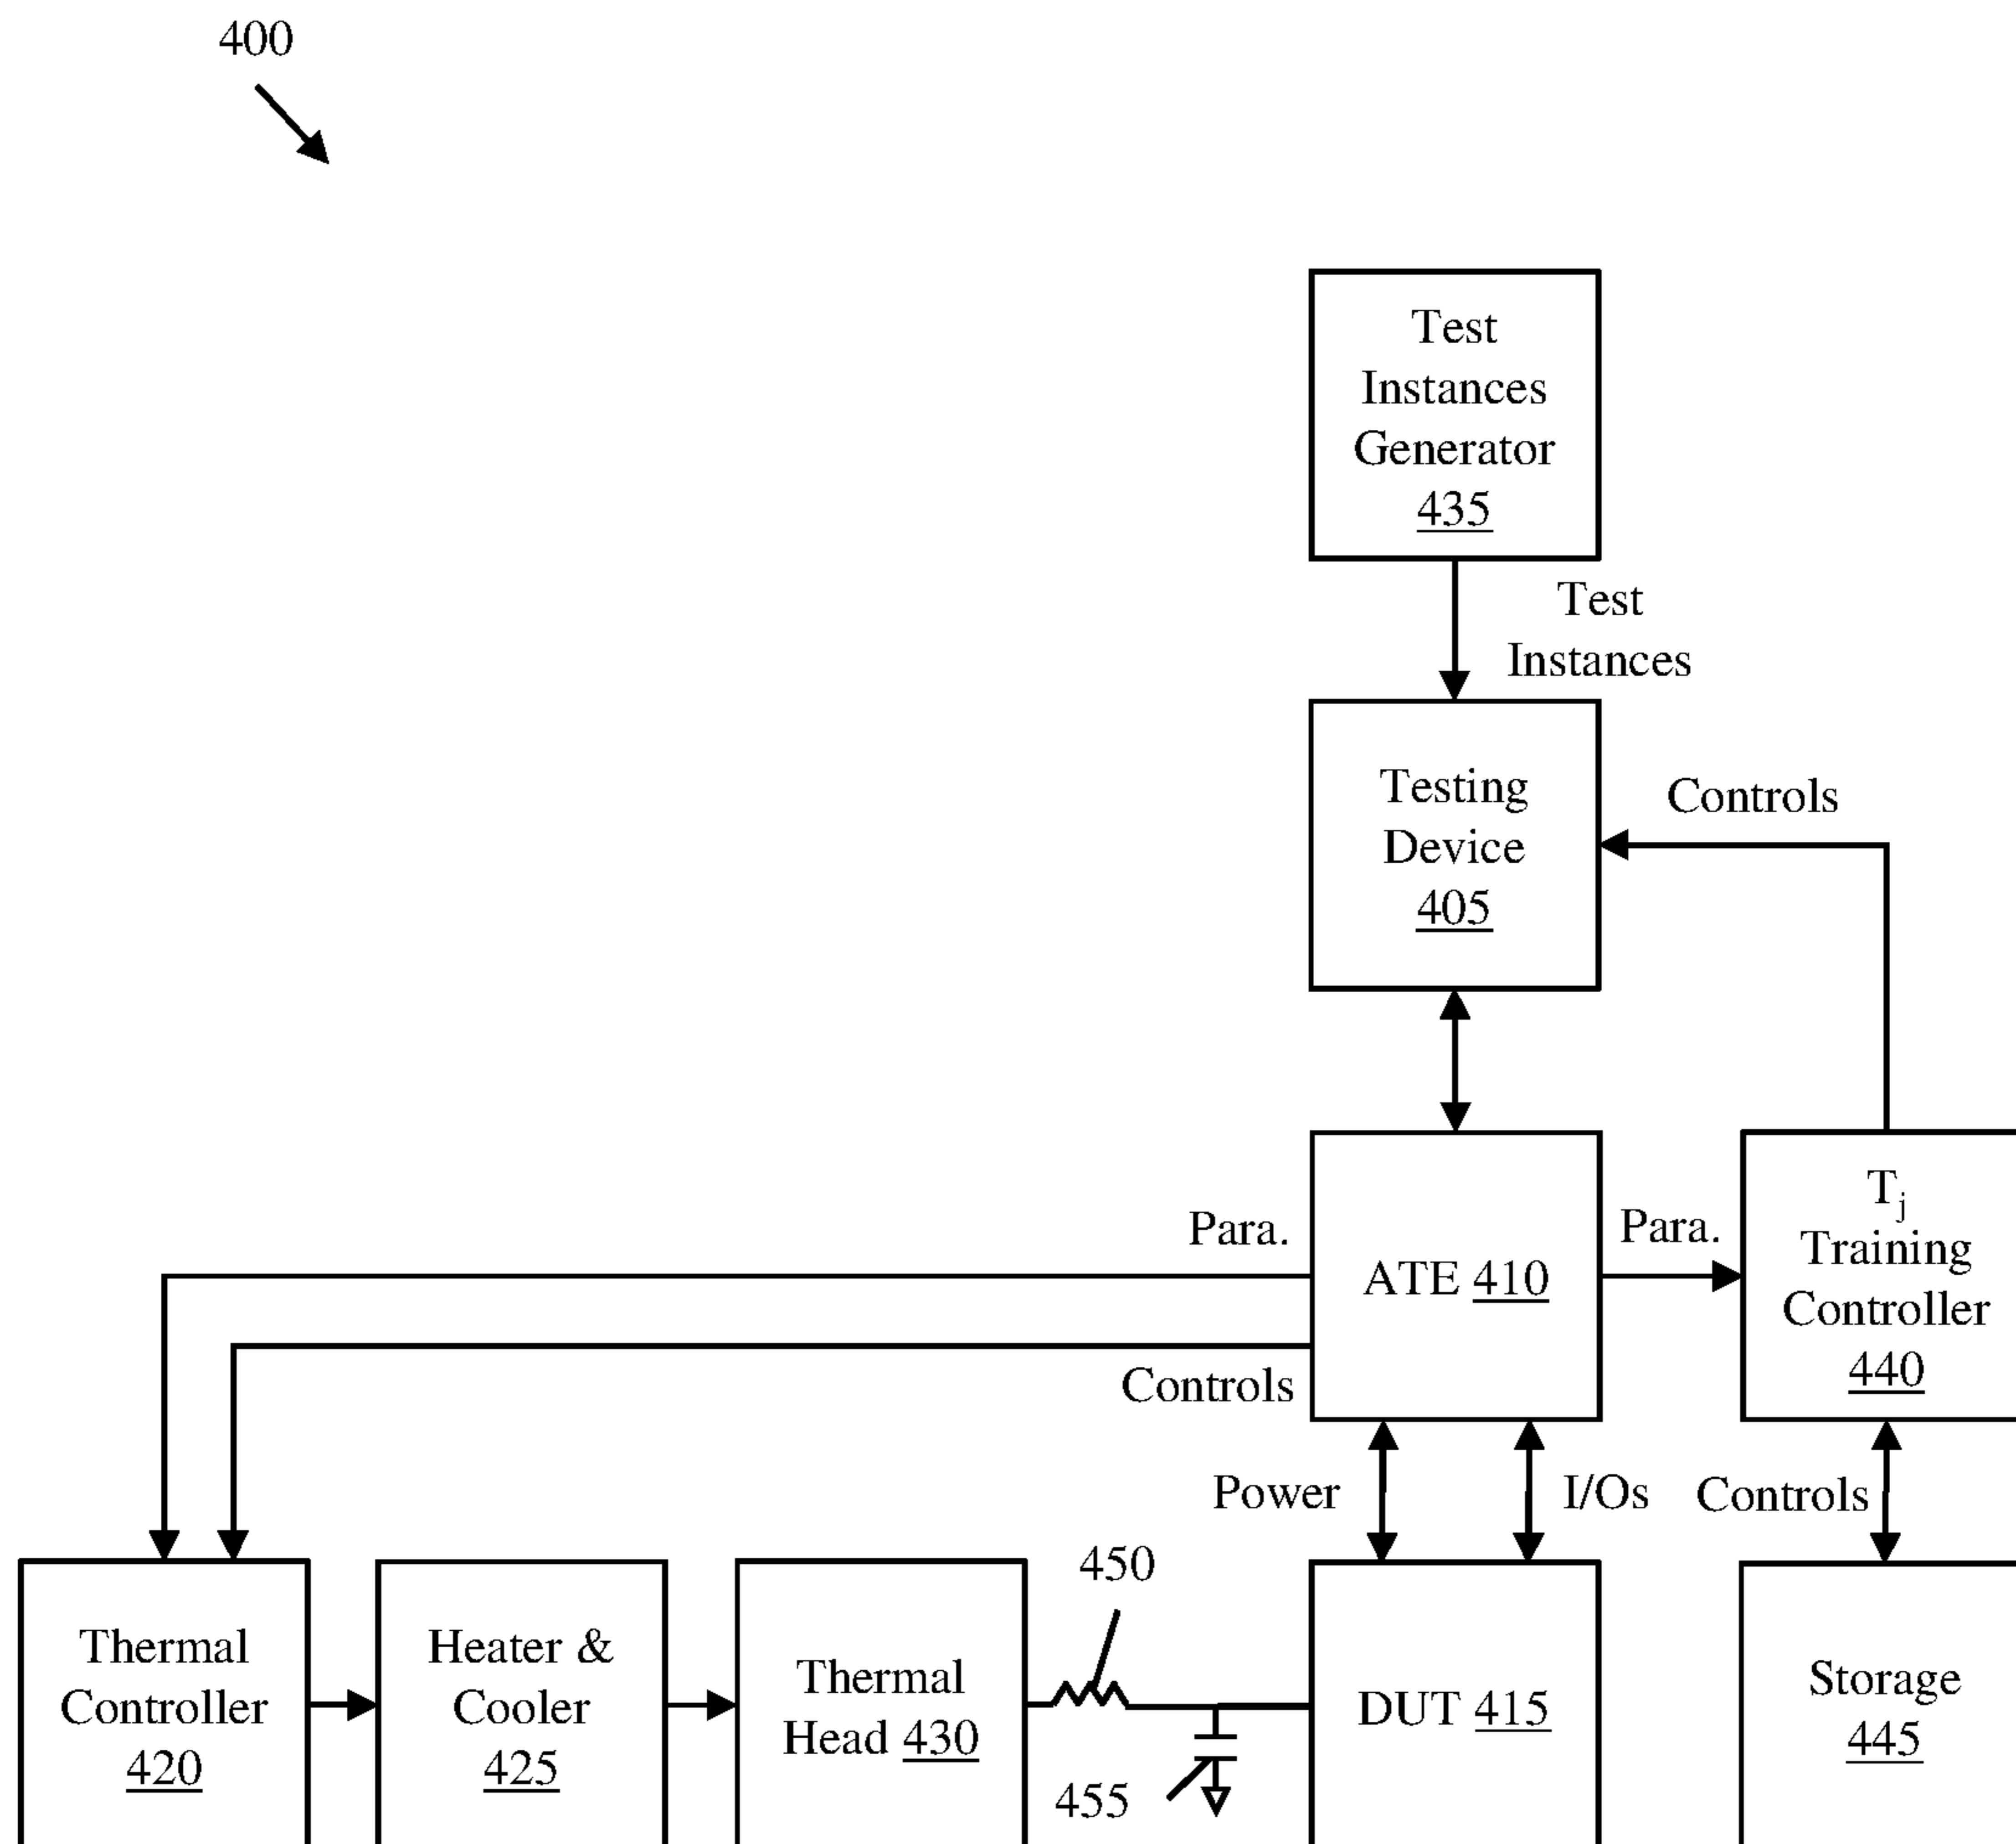 400
Test
Instances
Generator
435
Test
Instances
Testing
Device
405
Controls
Para.
ATE 410
Para.
Tj
Training
Controller
440
Controls
Power
I/Os
Controls
450
Thermal
Controller
420
Heater &
Cooler
425
Thermal
Head 430
455
DUT 415
Storage
445